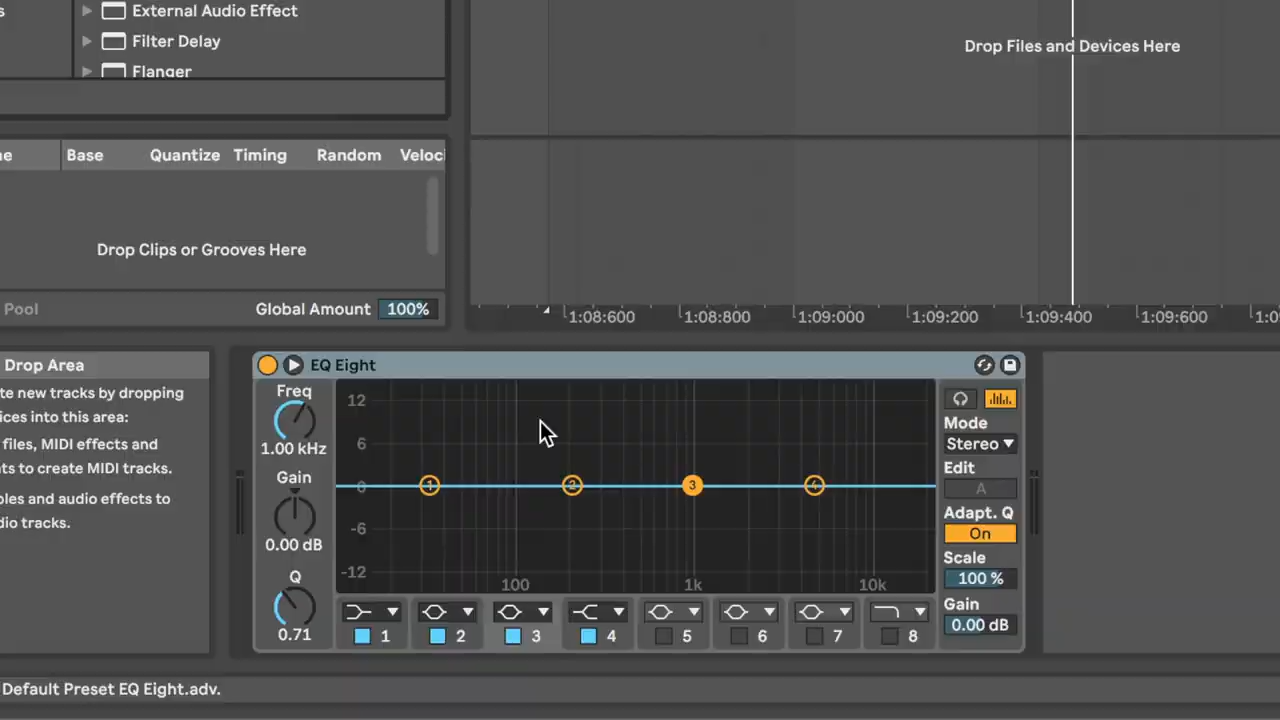 External Audio Effect
Filter Delay
Flanger
Drop Files and Devices Here
Base Quantize Timing Random Veloci
Drop Clips or Grooves Here
Pool Global Amount 100%
1:08:600 1:08:800 1:09:000 1:09:200 1:09:400 1:09:600
Drop Area
te new tracks by dropping
ices into this area:
files, MIDI effects and
ts to create MIDI tracks.
ples and audio effects to
dio tracks.
EQ Eight
Freq
1.00 kHz
Gain
0.00 dB
Q
0.71
12
6
0
-6
-12
100 1k 10k
1 2 3 4
1 2 3 4 5 6 7 8
Mode
Stereo
Edit
A
Adapt. Q
On
Scale
100 %
Gain
0.00 dB
Default Preset EQ Eight.adv.